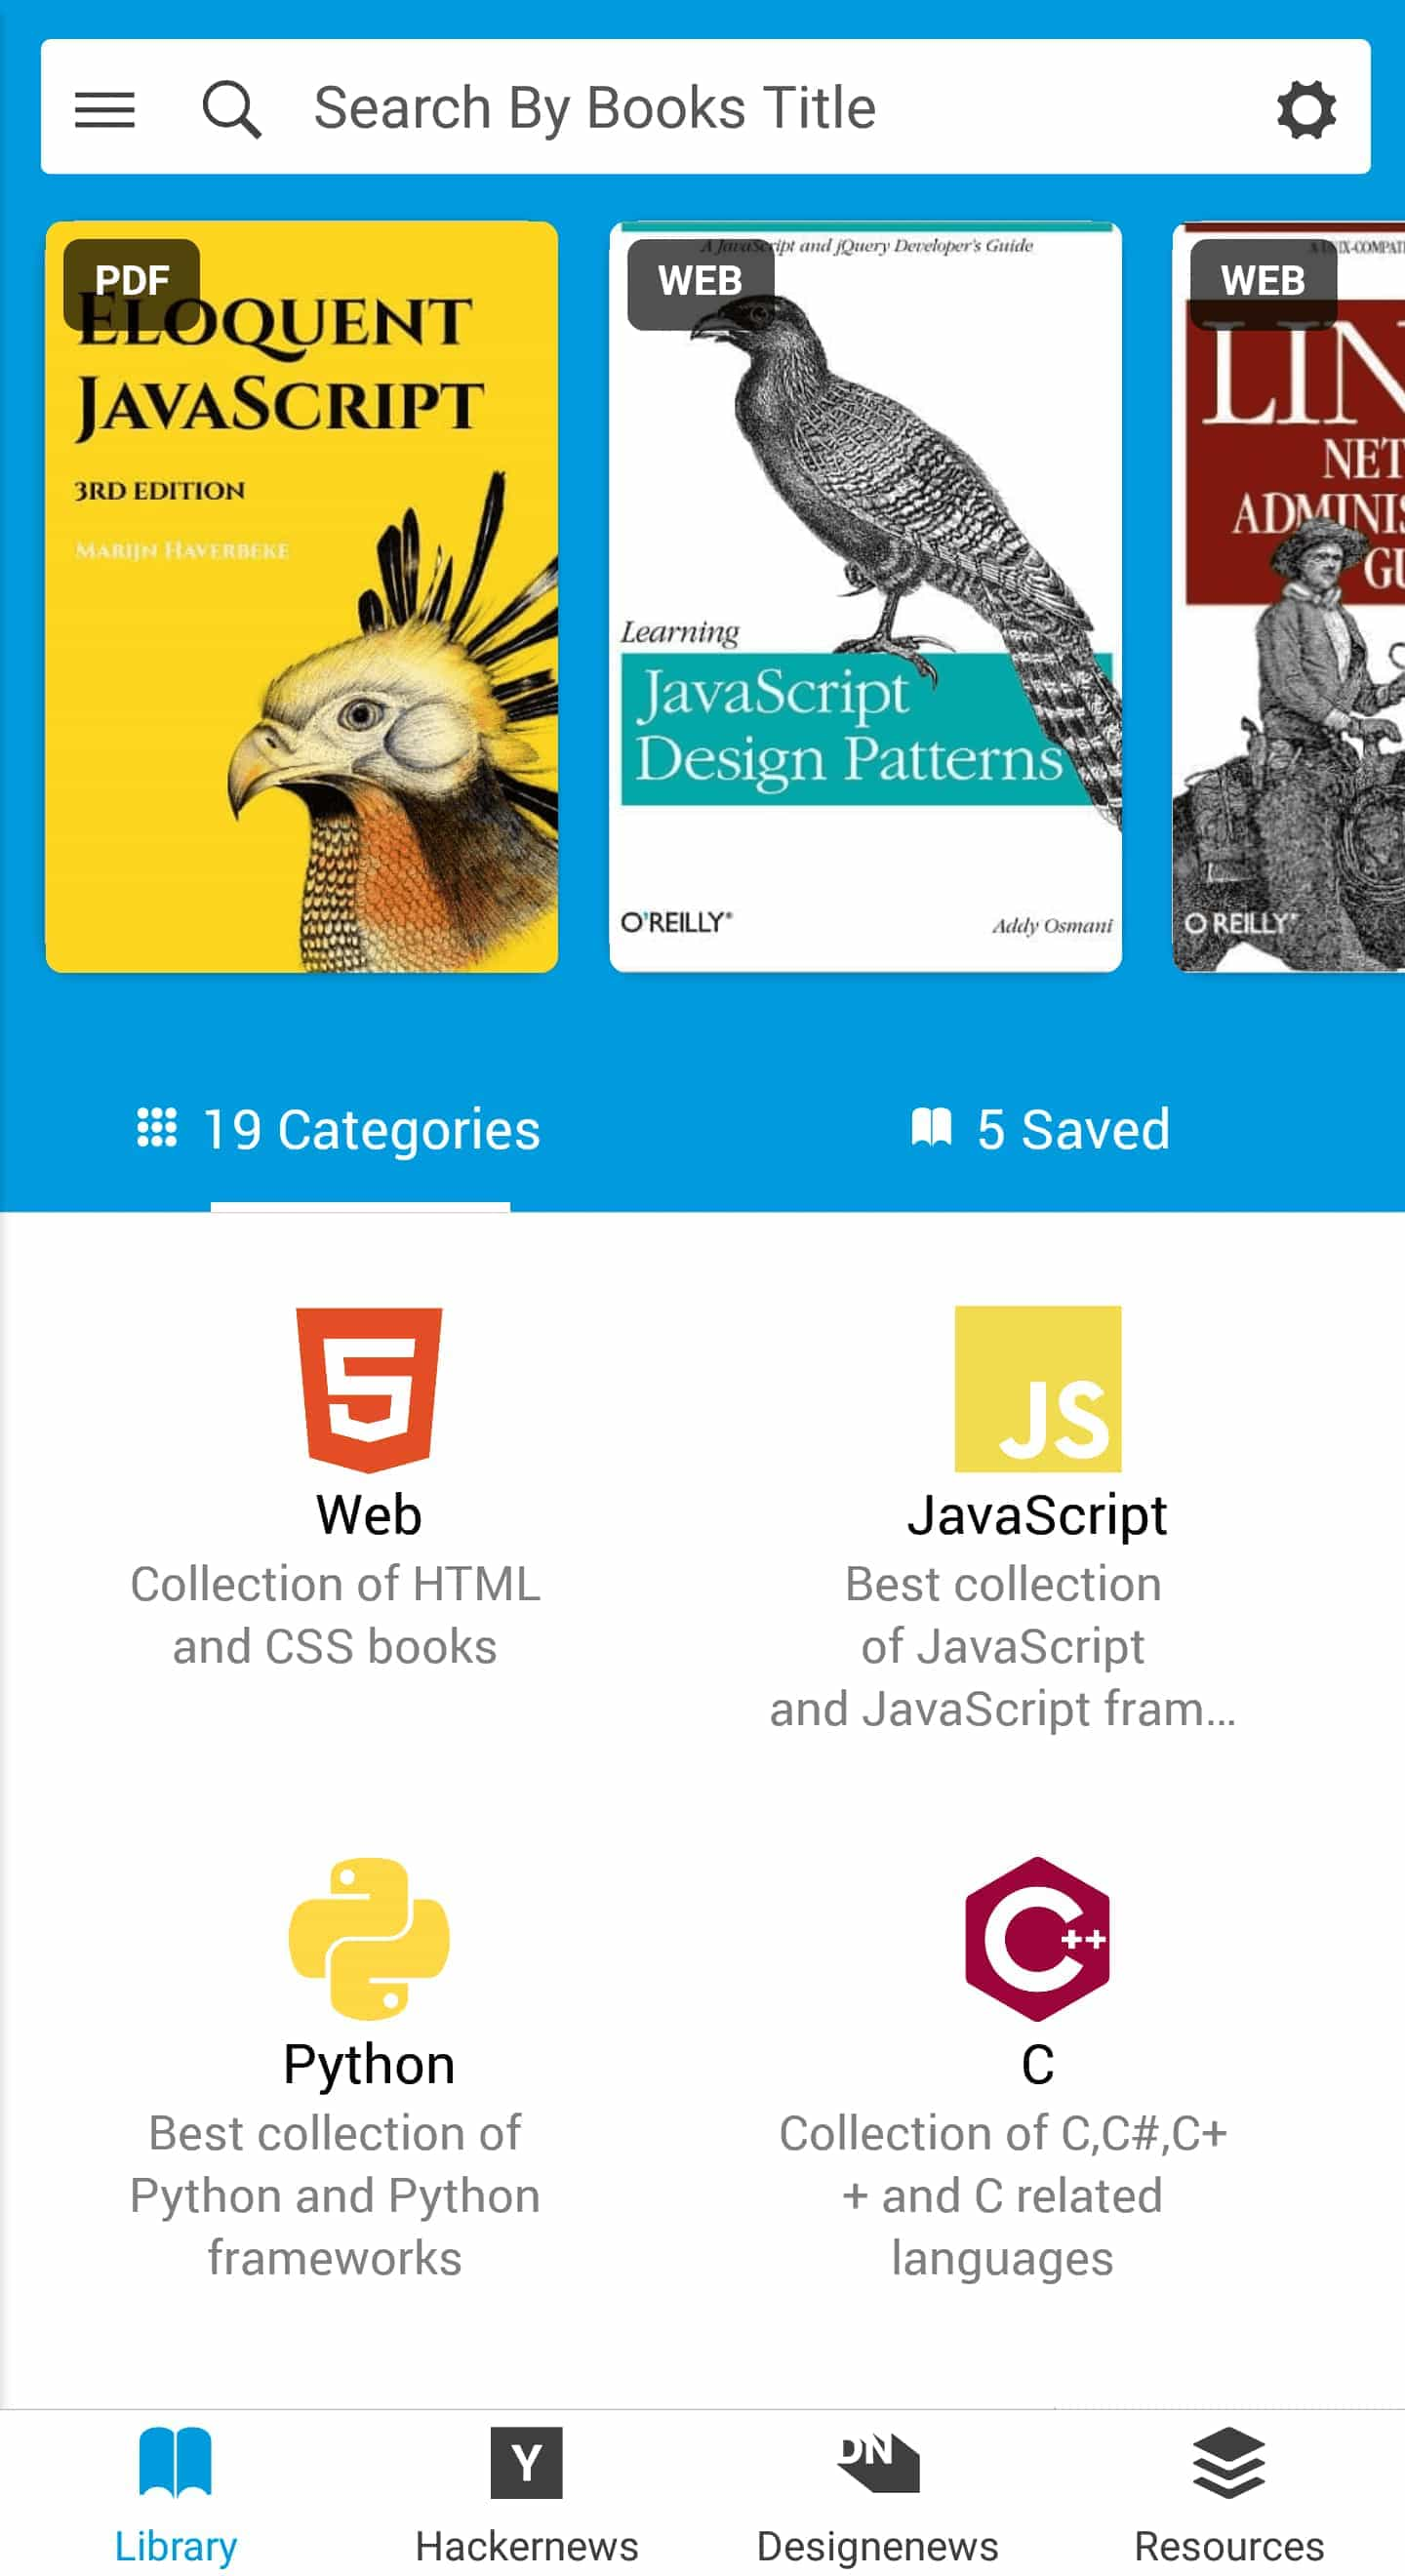 Search By Books Title
PDF
ELOQUENT
JAVASCRIPT
3RD EDITION
MARIJN HAVERBEKE
A JavaScript and jQuery Developer's Guide
WEB
Learning
JavaScript
Design Patterns
O'REILLY®
Addy Osmani
WEB
LIN
NET
ADMINIS
GU
O'REILLY®
19 Categories
5 Saved
5
Web
Collection of HTML
and CSS books
JS
JavaScript
Best collection
of JavaScript
and JavaScript fram...
Python
Best collection of
Python and Python
frameworks
C++
C
Collection of C,C#,C+
+ and C related
languages
Y
DN
Library
Hackernews
Designenews
Resources